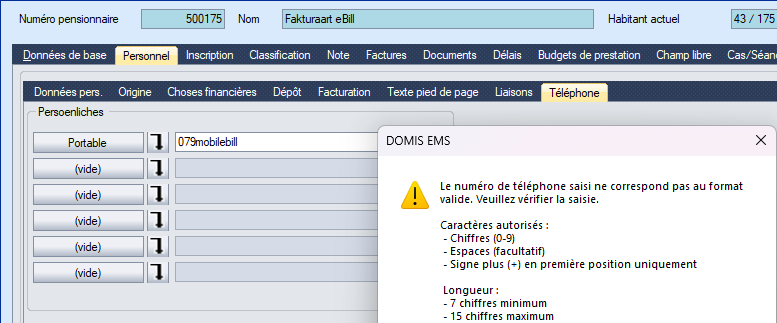 Numéro pensionnaire 500175 Nom Fakturaart eBill Habitant actuel 43 / 175
Données de base Personnel Inscription Classification Note Factures Documents Délais Budgets de prestation Champ libre Cas/Séan
Données pers. Origine Choses financières Dépôt Facturation Texte pied de page Liaisons Téléphone
Persoenliches
Portable 079mobilebill
(vide)
(vide)
(vide)
(vide)
(vide)
DOMIS EMS
Le numéro de téléphone saisi ne correspond pas au format
valide. Veuillez vérifier la saisie.
Caractères autorisés :
- Chiffres (0-9)
- Espaces (facultatif)
- Signe plus (+) en première position uniquement
Longueur :
- 7 chiffres minimum
- 15 chiffres maximum